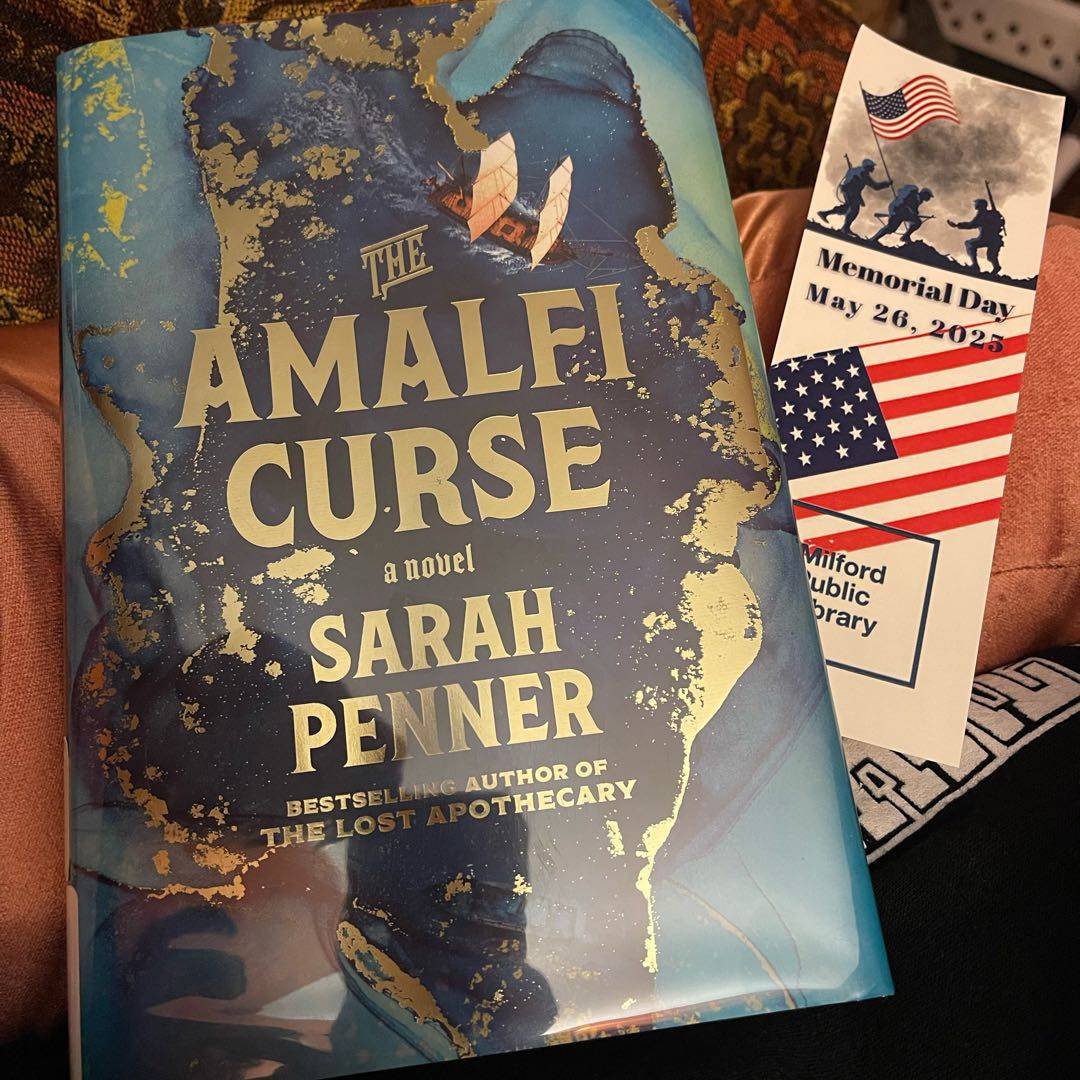 THE
AMALFI
CURSE
a novel
SARAH
PENNER
BESTSELLING AUTHOR OF
THE LOST APOTHECARY
Memorial Day
May 26, 2025
Milford
ublic
brary